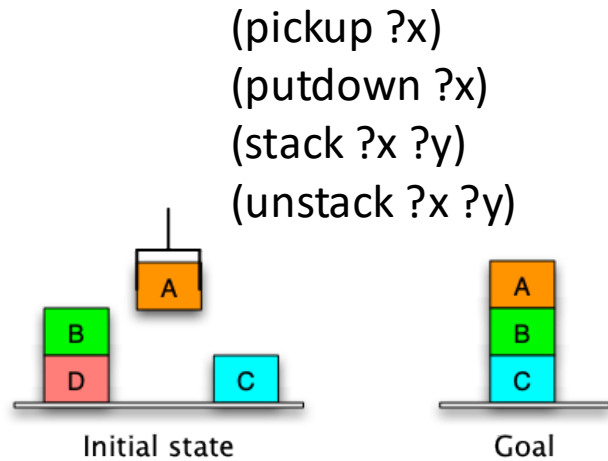 (pickup ?x)
(putdown ?x)
(stack ?x ?y)
(unstack ?x ?y)
A
B
D
C
Initial state
A
B
C
Goal